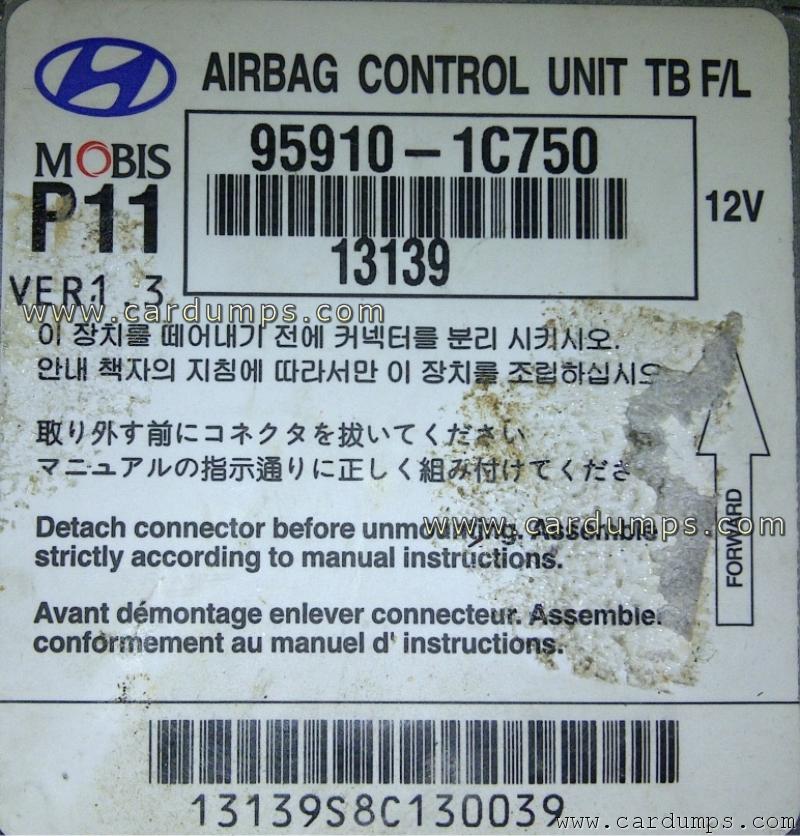 AIRBAG CONTROL UNIT TB F/L
MOBIS
95910-1C750
P11
12V
13139
VER1.3
www.cardumps.com
이 장치를 떼어내기 전에 커넥터를 분리 시키시오.
안내 책자의 지침에 따라서만 이 장치를 조립하십시오
取り外す前にコネクタを抜いてください
マニュアルの指示通りに正しく組み付けてくださ
FORWARD
www.cardumps.com
Detach connector before unmounting. Assemble
strictly according to manual instructions.
Avant démontage enlever connecteur. Assemble.
conformement au manuel d' instructions.
13139S8C130039
www.cardumps.com